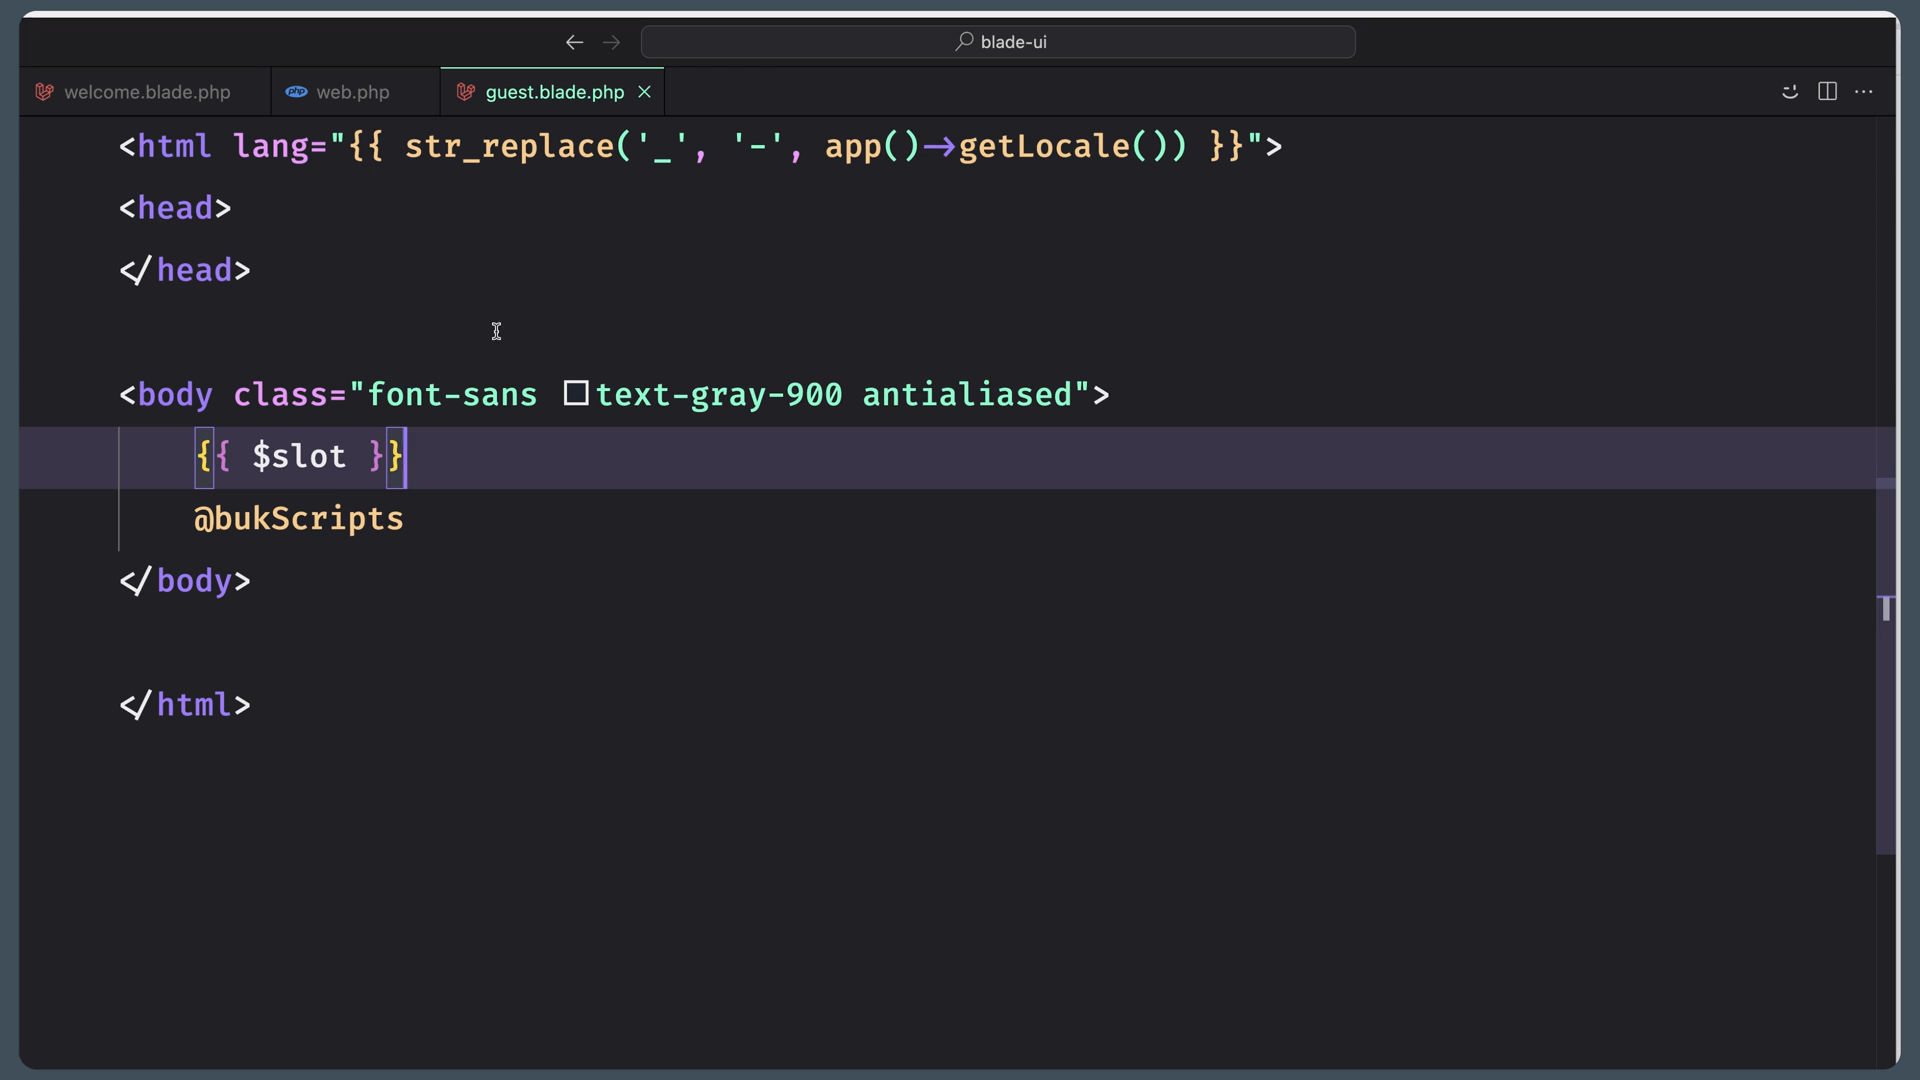 blade-ui
welcome.blade.php
web.php
guest.blade.php
<html lang="{{ str_replace('_', '-', app()->getLocale()) }}">
<head>
</head>
<body class="font-sans text-gray-900 antialiased">
{{ $slot }}
@bukScripts
</body>
</html>